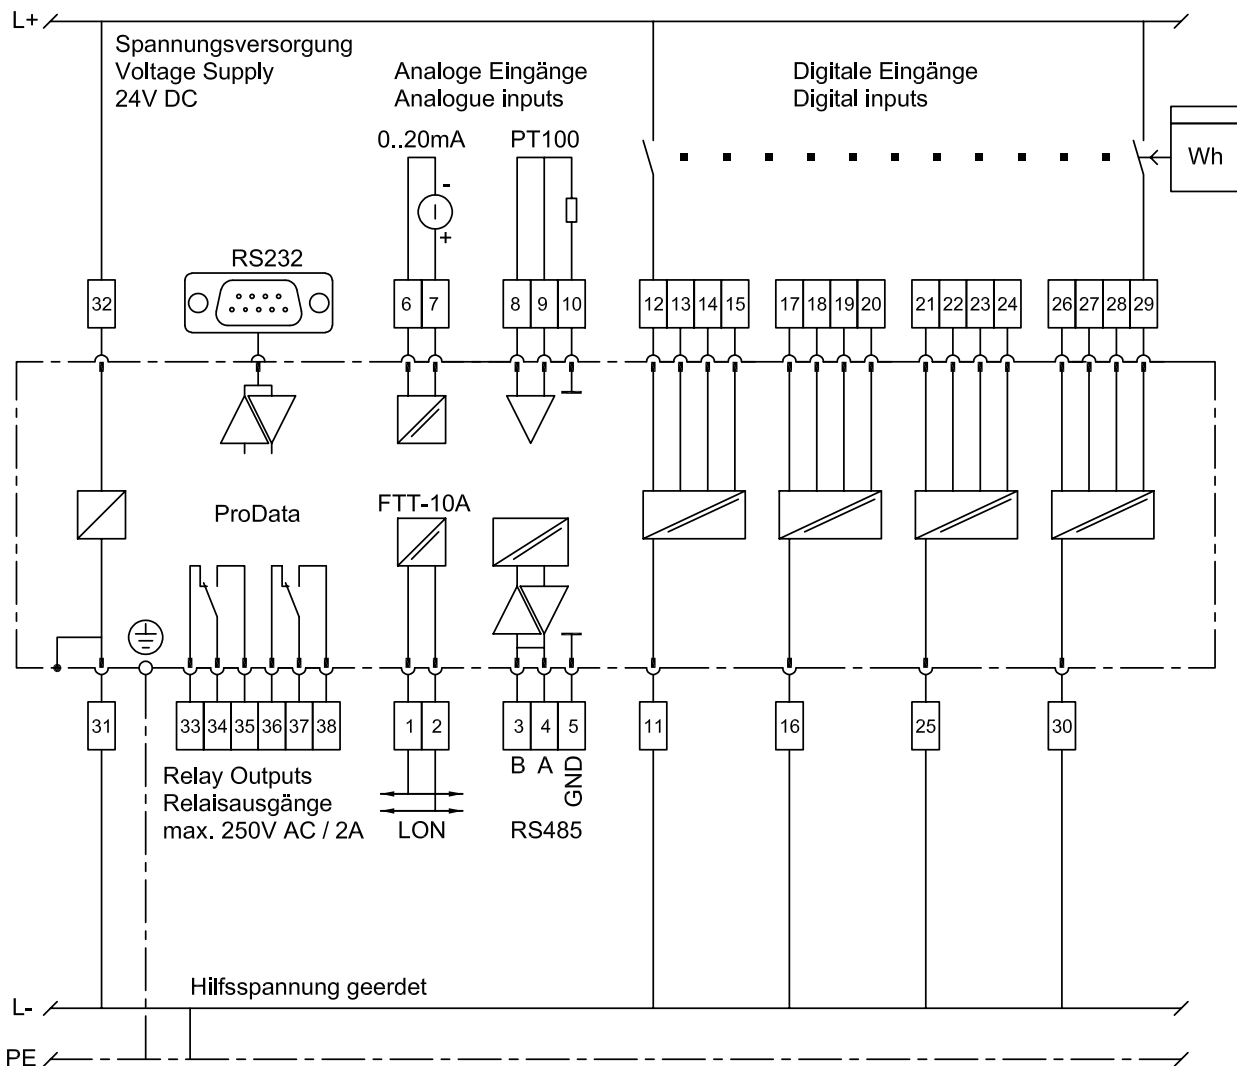 L+
Spannungsversorgung
Voltage Supply
24V DC
Analoge Eingänge
Analogue inputs
Digitale Eingänge
Digital inputs
0..20mA
PT100
Wh
-
+
RS232
32
6 7
8 9 10
12 13 14 15
17 18 19 20
21 22 23 24
26 27 28 29
ProData
FTT-10A
31
33 34 35 36 37 38
1 2
3 4 5
11
16
25
30
B A GND
Relay Outputs
Relaisausgänge
max. 250V AC / 2A
LON
RS485
Hilfsspannung geerdet
L-
PE